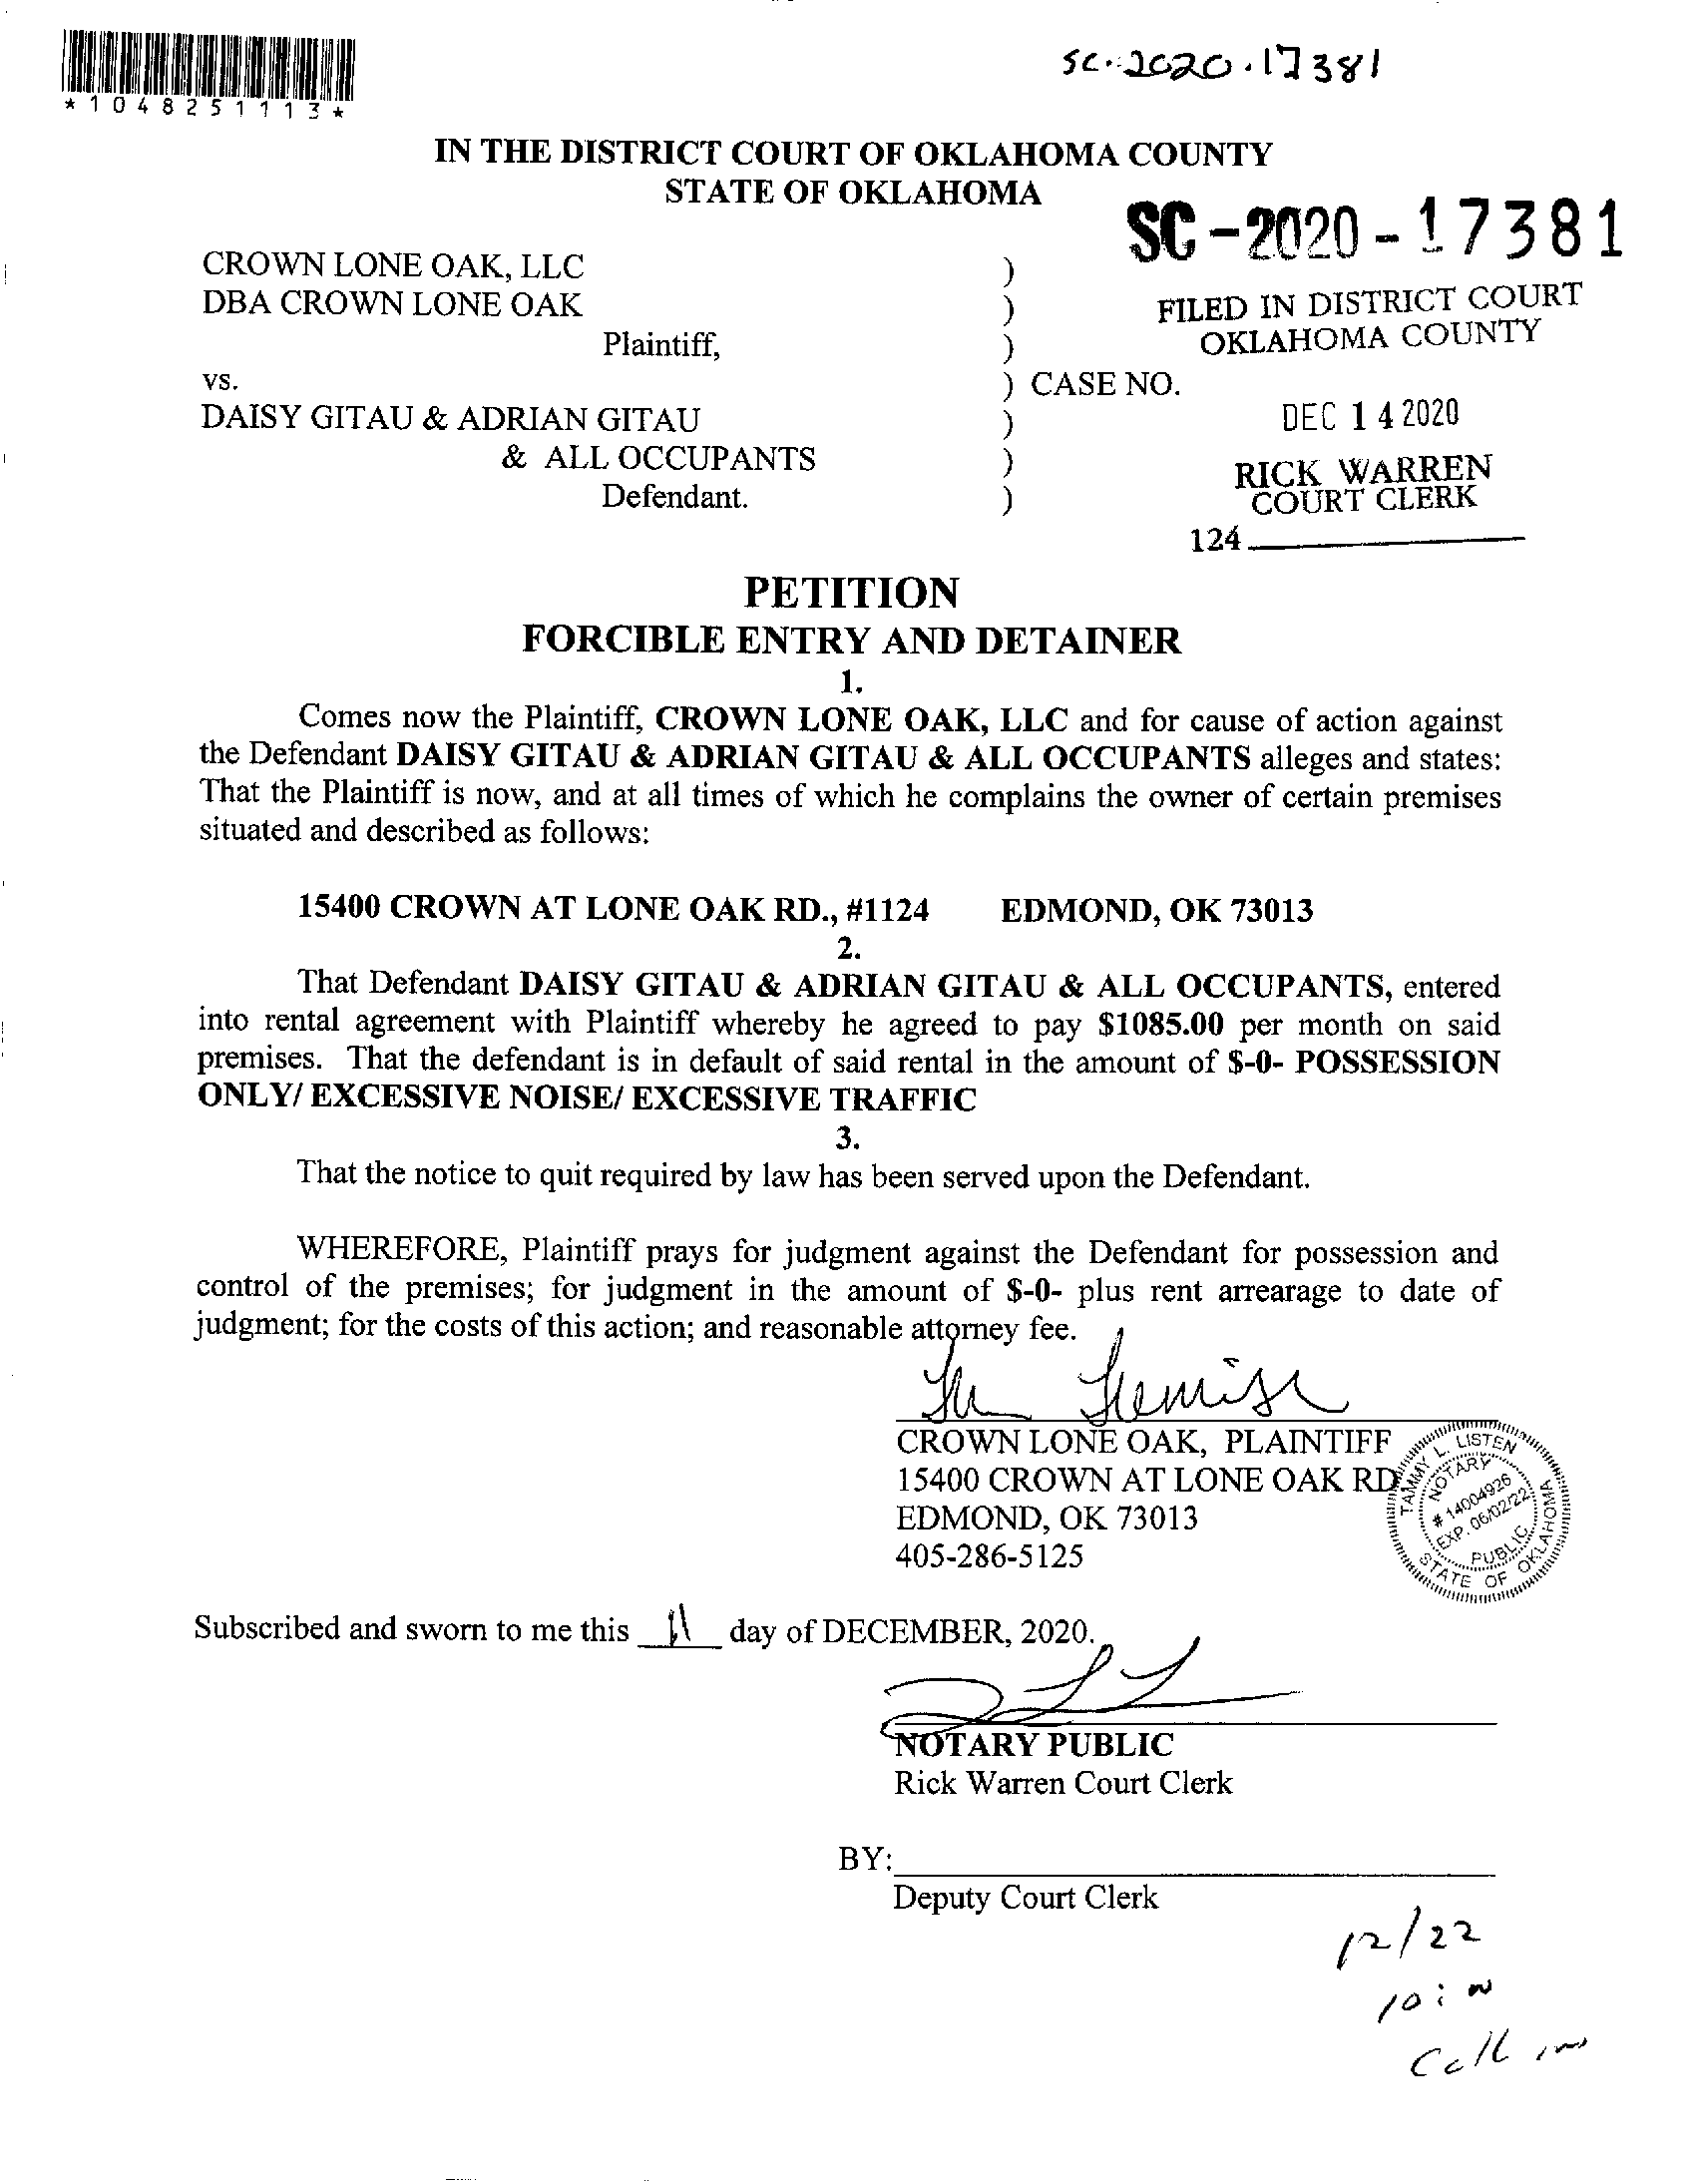 SC-2020-17381
*1048251113*
IN THE DISTRICT COURT OF OKLAHOMA COUNTY
STATE OF OKLAHOMA
SC-2020-17381
CROWN LONE OAK, LLC )
DBA CROWN LONE OAK )
Plaintiff, )
vs. ) CASE NO.
DAISY GITAU & ADRIAN GITAU )
& ALL OCCUPANTS )
Defendant. )
FILED IN DISTRICT COURT
OKLAHOMA COUNTY
DEC 14 2020
RICK WARREN
COURT CLERK
124
PETITION
FORCIBLE ENTRY AND DETAINER
1.
Comes now the Plaintiff, CROWN LONE OAK, LLC and for cause of action against
the Defendant DAISY GITAU & ADRIAN GITAU & ALL OCCUPANTS alleges and states:
That the Plaintiff is now, and at all times of which he complains the owner of certain premises
situated and described as follows:
15400 CROWN AT LONE OAK RD., #1124 EDMOND, OK 73013
2.
That Defendant DAISY GITAU & ADRIAN GITAU & ALL OCCUPANTS, entered
into rental agreement with Plaintiff whereby he agreed to pay $1085.00 per month on said
premises. That the defendant is in default of said rental in the amount of $-0- POSSESSION
ONLY/ EXCESSIVE NOISE/ EXCESSIVE TRAFFIC
3.
That the notice to quit required by law has been served upon the Defendant.
WHEREFORE, Plaintiff prays for judgment against the Defendant for possession and
control of the premises; for judgment in the amount of $-0- plus rent arrearage to date of
judgment; for the costs of this action; and reasonable attorney fee.
CROWN LONE OAK, PLAINTIFF
15400 CROWN AT LONE OAK RD.
EDMOND, OK 73013
405-286-5125
TAMMY L. LISTEN
NOTARY
# 14004926
EXP. 06/02/22
PUBLIC
STATE OF OKLAHOMA
Subscribed and sworn to me this 11 day of DECEMBER, 2020.
NOTARY PUBLIC
Rick Warren Court Clerk
BY:
Deputy Court Clerk
12/22